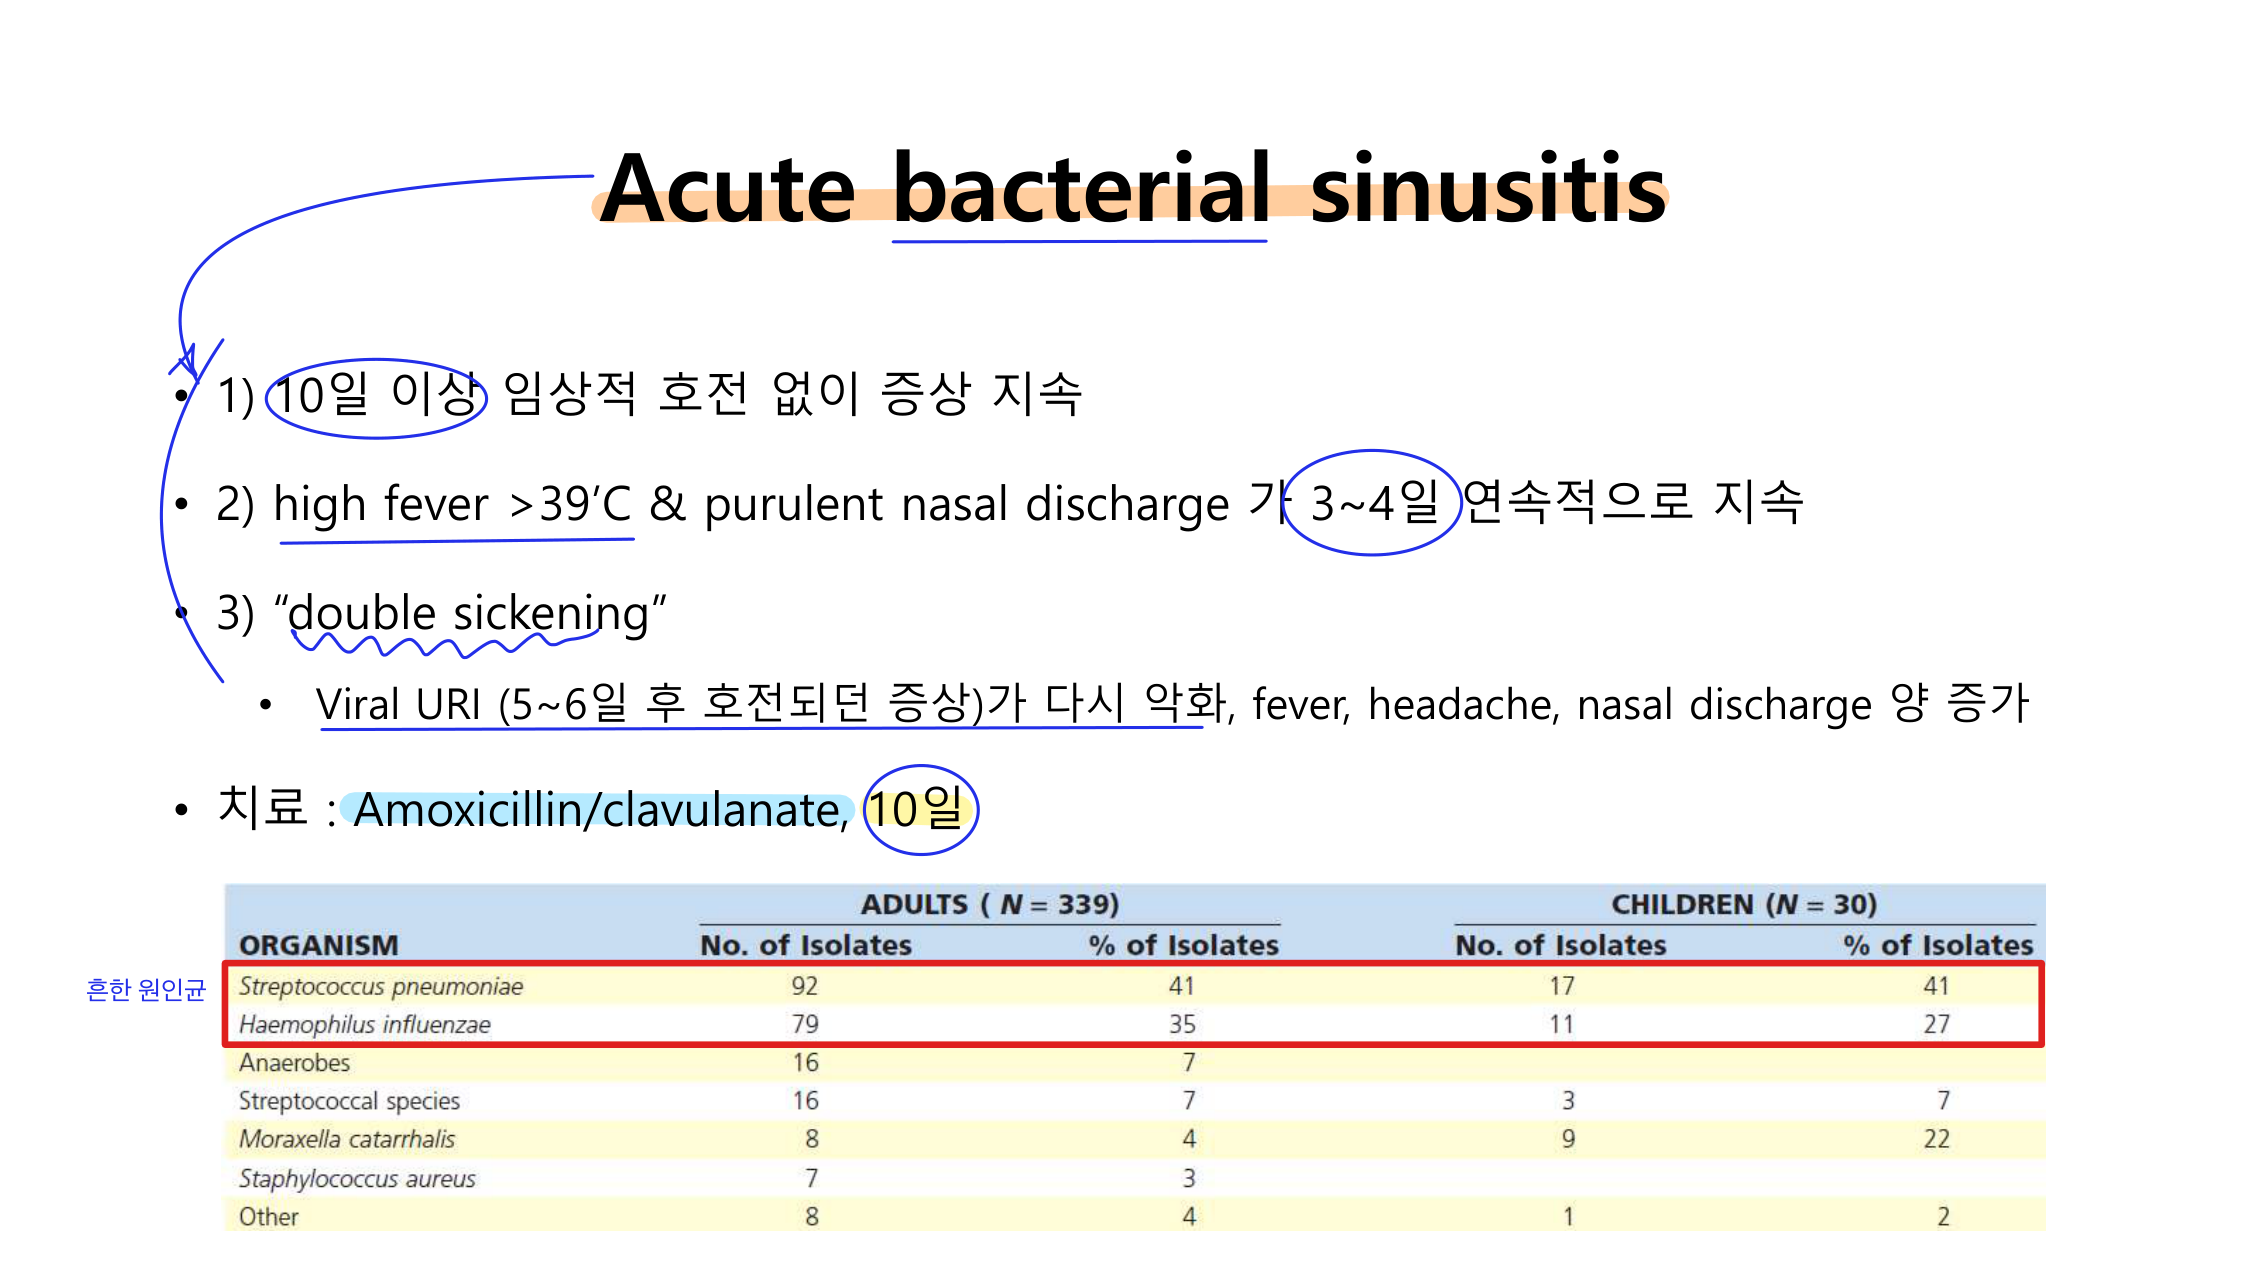 Acute bacterial sinusitis
• 1) 10일 이상 임상적 호전 없이 증상 지속
• 2) high fever >39’C & purulent nasal discharge 가 3~4일 연속적으로 지속
• 3) “double sickening”
• Viral URI (5~6일 후 호전되던 증상)가 다시 악화, fever, headache, nasal discharge 양 증가
• 치료 : Amoxicillin/clavulanate, 10일
ADULTS ( N = 339) CHILDREN (N = 30)
ORGANISM No. of Isolates % of Isolates No. of Isolates % of Isolates
흔한 원인균 Streptococcus pneumoniae 92 41 17 41
Haemophilus influenzae 79 35 11 27
Anaerobes 16 7
Streptococcal species 16 7 3 7
Moraxella catarrhalis 8 4 9 22
Staphylococcus aureus 7 3
Other 8 4 1 2